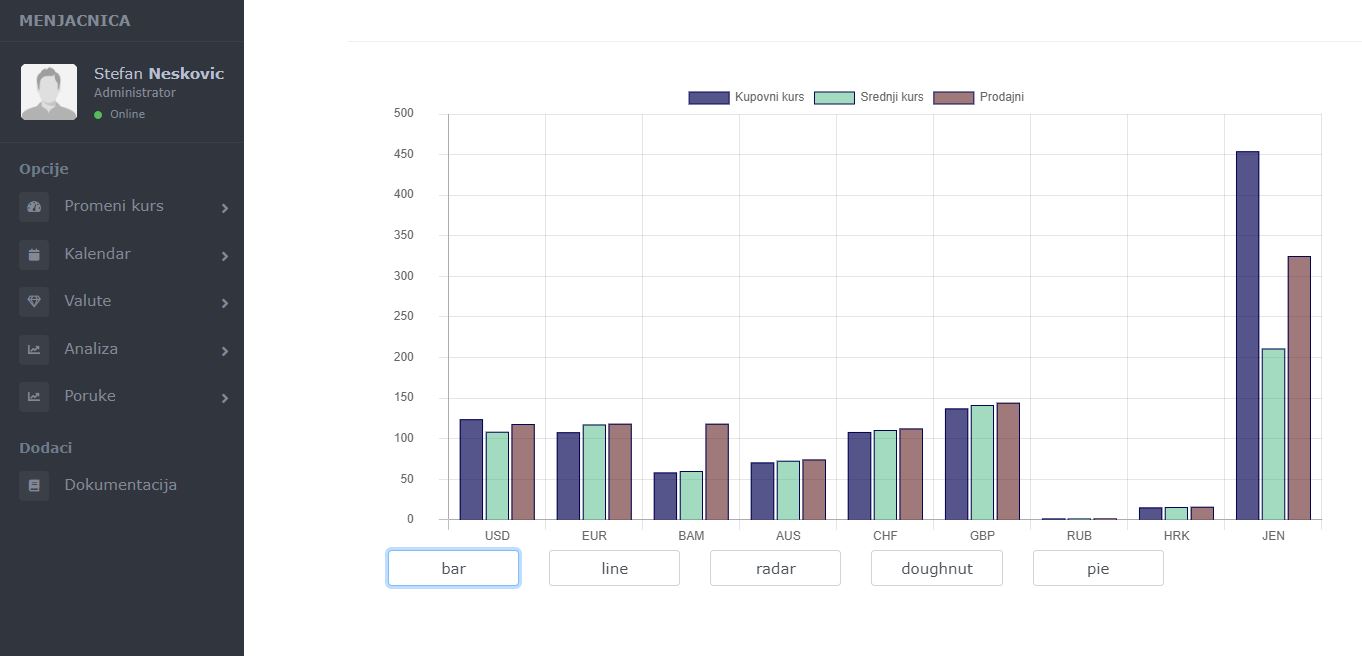 MENJACNICA
Stefan Neskovic
Administrator
Online
Opcije
Promeni kurs
Kalendar
Valute
Analiza
Poruke
Dodaci
Dokumentacija
Kupovni kurs Srednji kurs Prodajni
500
450
400
350
300
250
200
150
100
50
0
USD EUR BAM AUS CHF GBP RUB HRK JEN
bar line radar doughnut pie